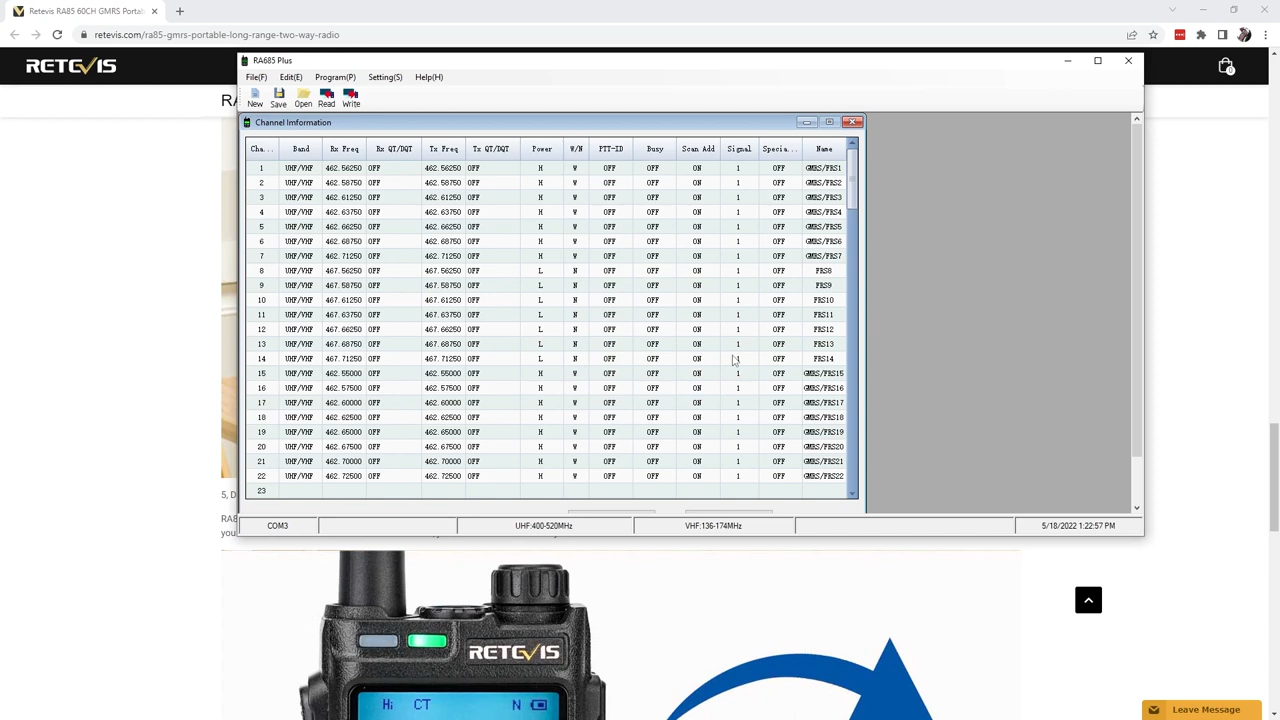 Retevis RA85 60CH GMRS Porta
retevis.com/ra85-gmrs-portable-long-range-two-way-radio
RETEVIS
0
RA685 Plus
File(F) Edit(E) Program(P) Setting(S) Help(H)
New Save Open Read Write
Channel Imformation
Cha... Band Rx Freq Rx QT/DQT Tx Freq Tx QT/DQT Power W/N PTT-ID Busy Scan Add Signal Specia... Name
1 UHF/VHF 462.56250 OFF 462.56250 OFF H W OFF OFF ON 1 OFF GMRS/FRS1
2 UHF/VHF 462.58750 OFF 462.58750 OFF H W OFF OFF ON 1 OFF GMRS/FRS2
3 UHF/VHF 462.61250 OFF 462.61250 OFF H W OFF OFF ON 1 OFF GMRS/FRS3
4 UHF/VHF 462.63750 OFF 462.63750 OFF H W OFF OFF ON 1 OFF GMRS/FRS4
5 UHF/VHF 462.66250 OFF 462.66250 OFF H W OFF OFF ON 1 OFF GMRS/FRS5
6 UHF/VHF 462.68750 OFF 462.68750 OFF H W OFF OFF ON 1 OFF GMRS/FRS6
7 UHF/VHF 462.71250 OFF 462.71250 OFF H W OFF OFF ON 1 OFF GMRS/FRS7
8 UHF/VHF 467.56250 OFF 467.56250 OFF L N OFF OFF ON 1 OFF FRS8
9 UHF/VHF 467.58750 OFF 467.58750 OFF L N OFF OFF ON 1 OFF FRS9
10 UHF/VHF 467.61250 OFF 467.61250 OFF L N OFF OFF ON 1 OFF FRS10
11 UHF/VHF 467.63750 OFF 467.63750 OFF L N OFF OFF ON 1 OFF FRS11
12 UHF/VHF 467.66250 OFF 467.66250 OFF L N OFF OFF ON 1 OFF FRS12
13 UHF/VHF 467.68750 OFF 467.68750 OFF L N OFF OFF ON 1 OFF FRS13
14 UHF/VHF 467.71250 OFF 467.71250 OFF L N OFF OFF ON 1 OFF FRS14
15 UHF/VHF 462.55000 OFF 462.55000 OFF H W OFF OFF ON 1 OFF GMRS/FRS15
16 UHF/VHF 462.57500 OFF 462.57500 OFF H W OFF OFF ON 1 OFF GMRS/FRS16
17 UHF/VHF 462.60000 OFF 462.60000 OFF H W OFF OFF ON 1 OFF GMRS/FRS17
18 UHF/VHF 462.62500 OFF 462.62500 OFF H W OFF OFF ON 1 OFF GMRS/FRS18
19 UHF/VHF 462.65000 OFF 462.65000 OFF H W OFF OFF ON 1 OFF GMRS/FRS19
20 UHF/VHF 462.67500 OFF 462.67500 OFF H W OFF OFF ON 1 OFF GMRS/FRS20
21 UHF/VHF 462.70000 OFF 462.70000 OFF H W OFF OFF ON 1 OFF GMRS/FRS21
22 UHF/VHF 462.72500 OFF 462.72500 OFF H W OFF OFF ON 1 OFF GMRS/FRS22
23
COM3 UHF:400-520MHz VHF:136-174MHz 5/18/2022 1:22:57 PM
RA
5, D
RA8
you
RETEVIS
Hi CT N
Leave Message